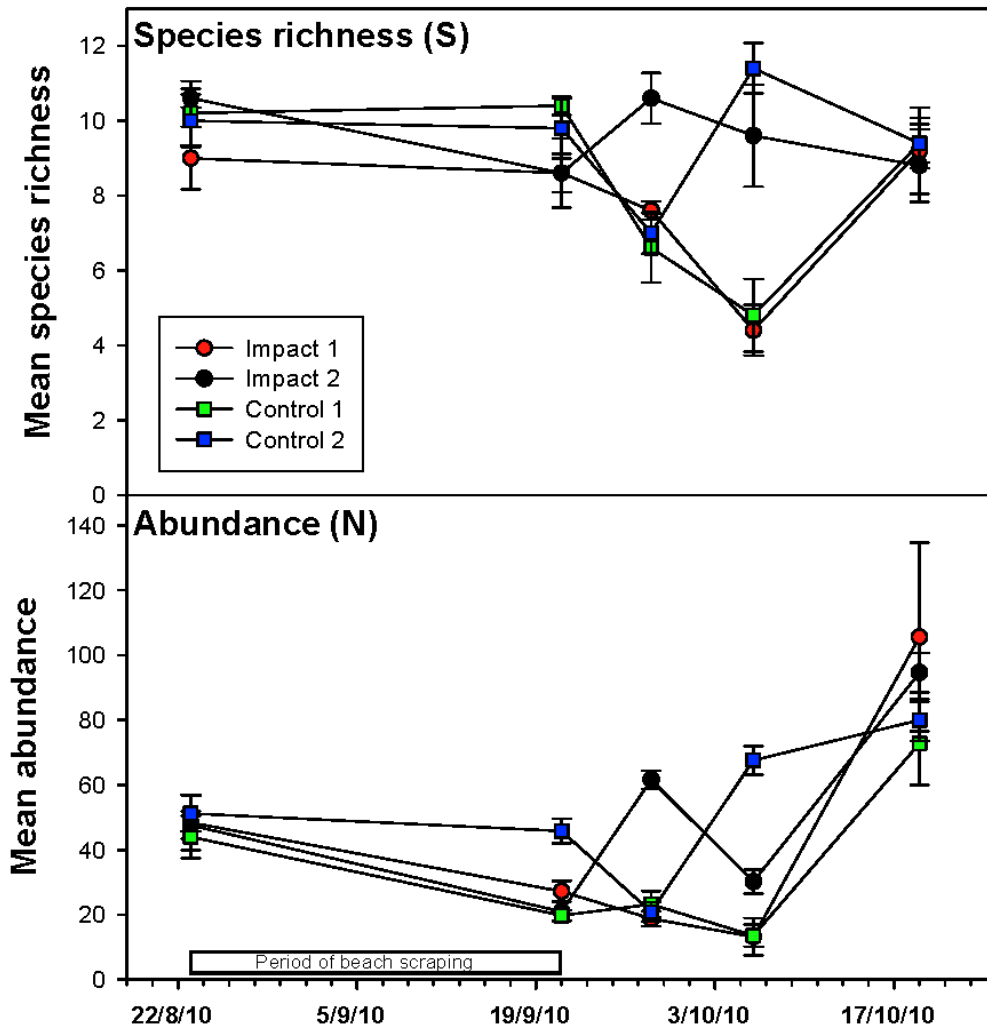 Species richness (S)
Mean species richness
12
10
8
6
4
2
0
Impact 1
Impact 2
Control 1
Control 2
Abundance (N)
Mean abundance
140
120
100
80
60
40
20
0
Period of beach scraping
22/8/10 5/9/10 19/9/10 3/10/10 17/10/10